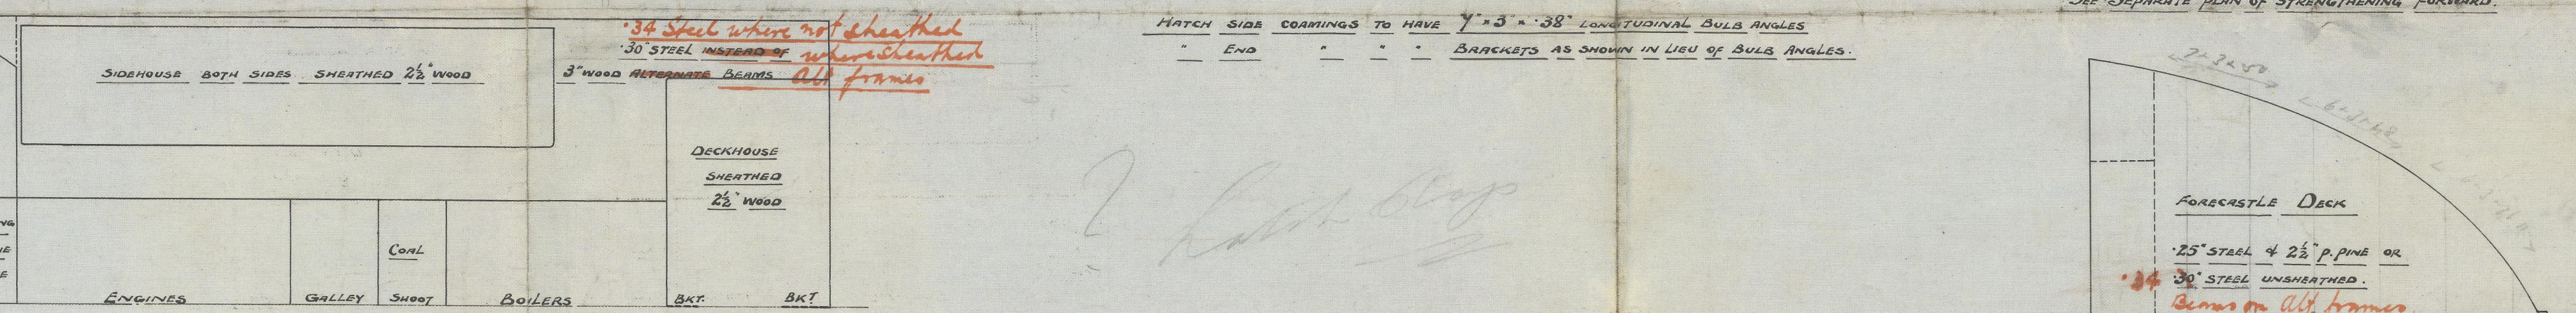 SEE SEPARATE PLAN OF STRENGTHENING FORWARD.
·34 Steel where not sheathed
·30" STEEL INSTEAD OF where sheathed
3" WOOD ALTERNATE BEAMS Alt frames
SIDEHOUSE BOTH SIDES SHEATHED 2½" WOOD
HATCH SIDE COAMINGS TO HAVE 7" × 3" × ·38" LONGITUDINAL BULB ANGLES
" END " " " BRACKETS AS SHOWN IN LIEU OF BULB ANGLES.
DECKHOUSE
SHEATHED
2½" WOOD
COAL
SHOOT
ENGINES
GALLEY
BOILERS
BKT.
BKT
7 × 3 × 50
FORECASTLE DECK
·25" STEEL & 2½" P. PINE OR
·34 ·30" STEEL UNSHEATHED.
Beams on Alt. frames